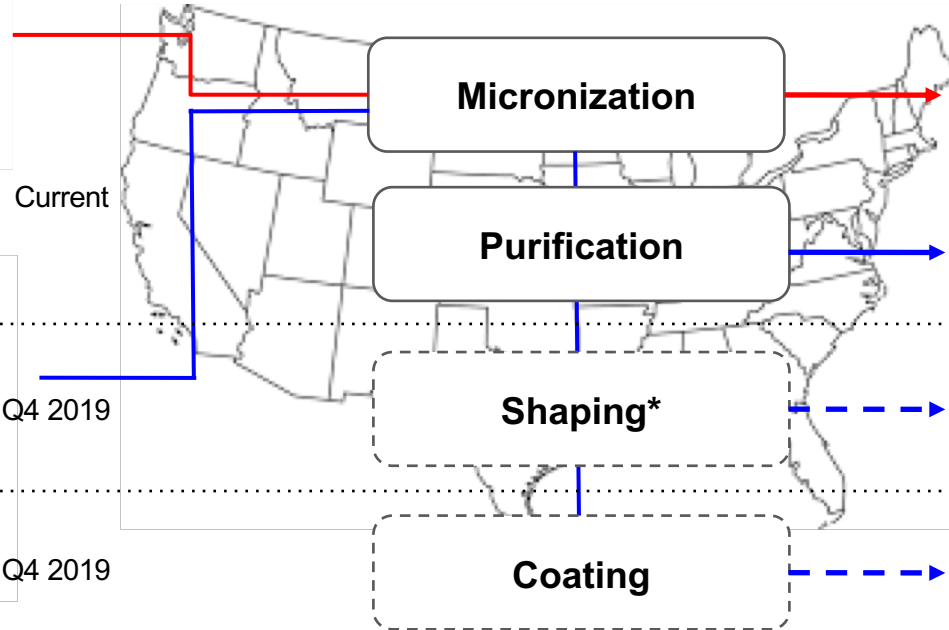 Micronization
Current
Purification
Shaping*
Q4 2019
Coating
Q4 2019